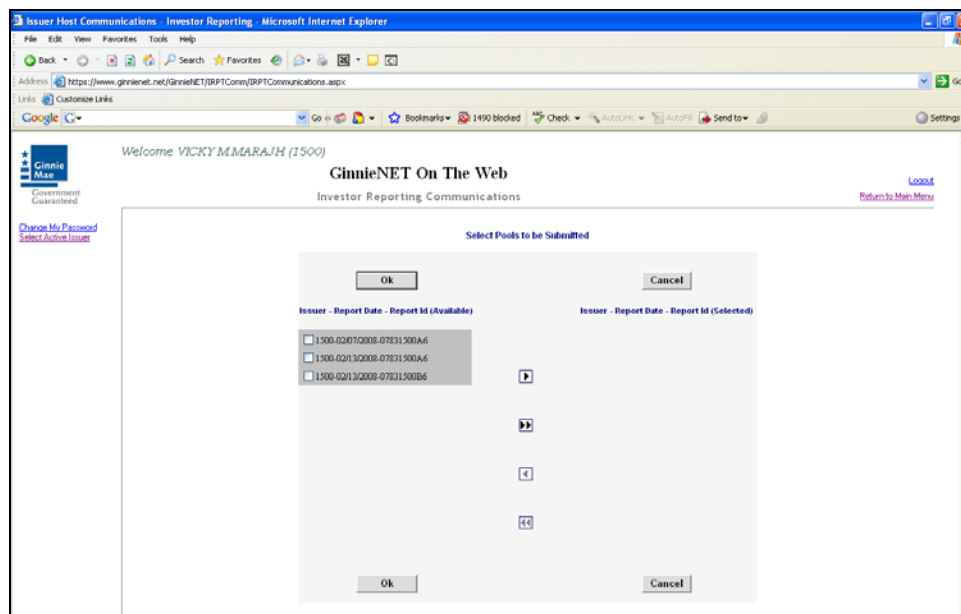 Issuer Host Communications - Investor Reporting - Microsoft Internet Explorer
File Edit View Favorites Tools Help
Back Search Favorites
Address https://www.ginnienet.net/GinnieNET/IRPTComm/IRPTCommunications.aspx Go
Links Customize Links
Google G Go Bookmarks 1490 blocked ABC Check AutoLink AutoFill Send to Settings
Welcome VICKY M.MARAJH (1500)
Ginnie
Mae
Government
Guaranteed
GinnieNET On The Web
Investor Reporting Communications
Logout
Return to Main Menu
Change My Password
Select Active Issuer
Select Pools to be Submitted
Ok Cancel
Issuer - Report Date - Report Id (Available) Issuer - Report Date - Report Id (Selected)
1500-02/07/2008-07831500A6
1500-02/13/2008-07831500A6
1500-02/13/2008-07831500B6
Ok Cancel